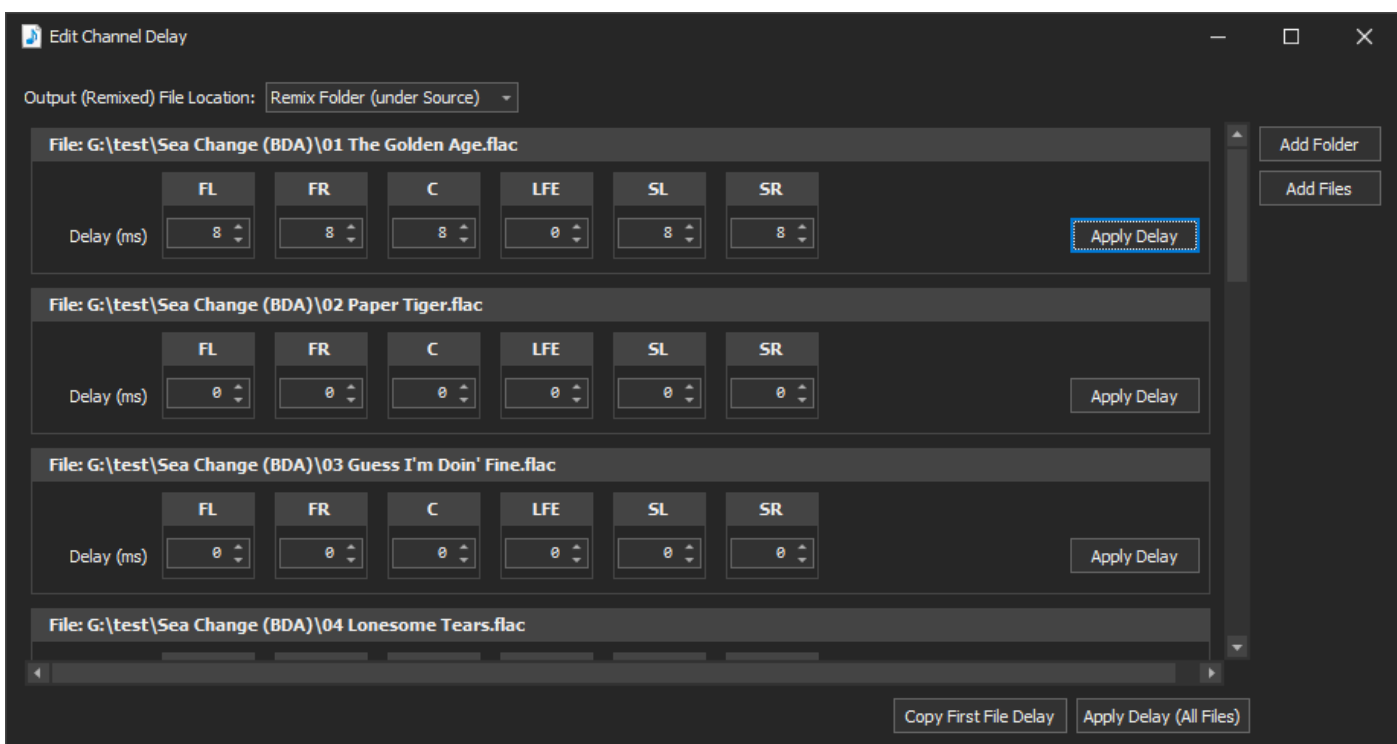 Edit Channel Delay
Output (Remixed) File Location: Remix Folder (under Source)
File: G:\test\Sea Change (BDA)\01 The Golden Age.flac
Add Folder
FL FR C LFE SL SR
Add Files
Delay (ms) 8 8 8 0 8 8 Apply Delay
File: G:\test\Sea Change (BDA)\02 Paper Tiger.flac
FL FR C LFE SL SR
Delay (ms) 0 0 0 0 0 0 Apply Delay
File: G:\test\Sea Change (BDA)\03 Guess I'm Doin' Fine.flac
FL FR C LFE SL SR
Delay (ms) 0 0 0 0 0 0 Apply Delay
File: G:\test\Sea Change (BDA)\04 Lonesome Tears.flac
Copy First File Delay Apply Delay (All Files)